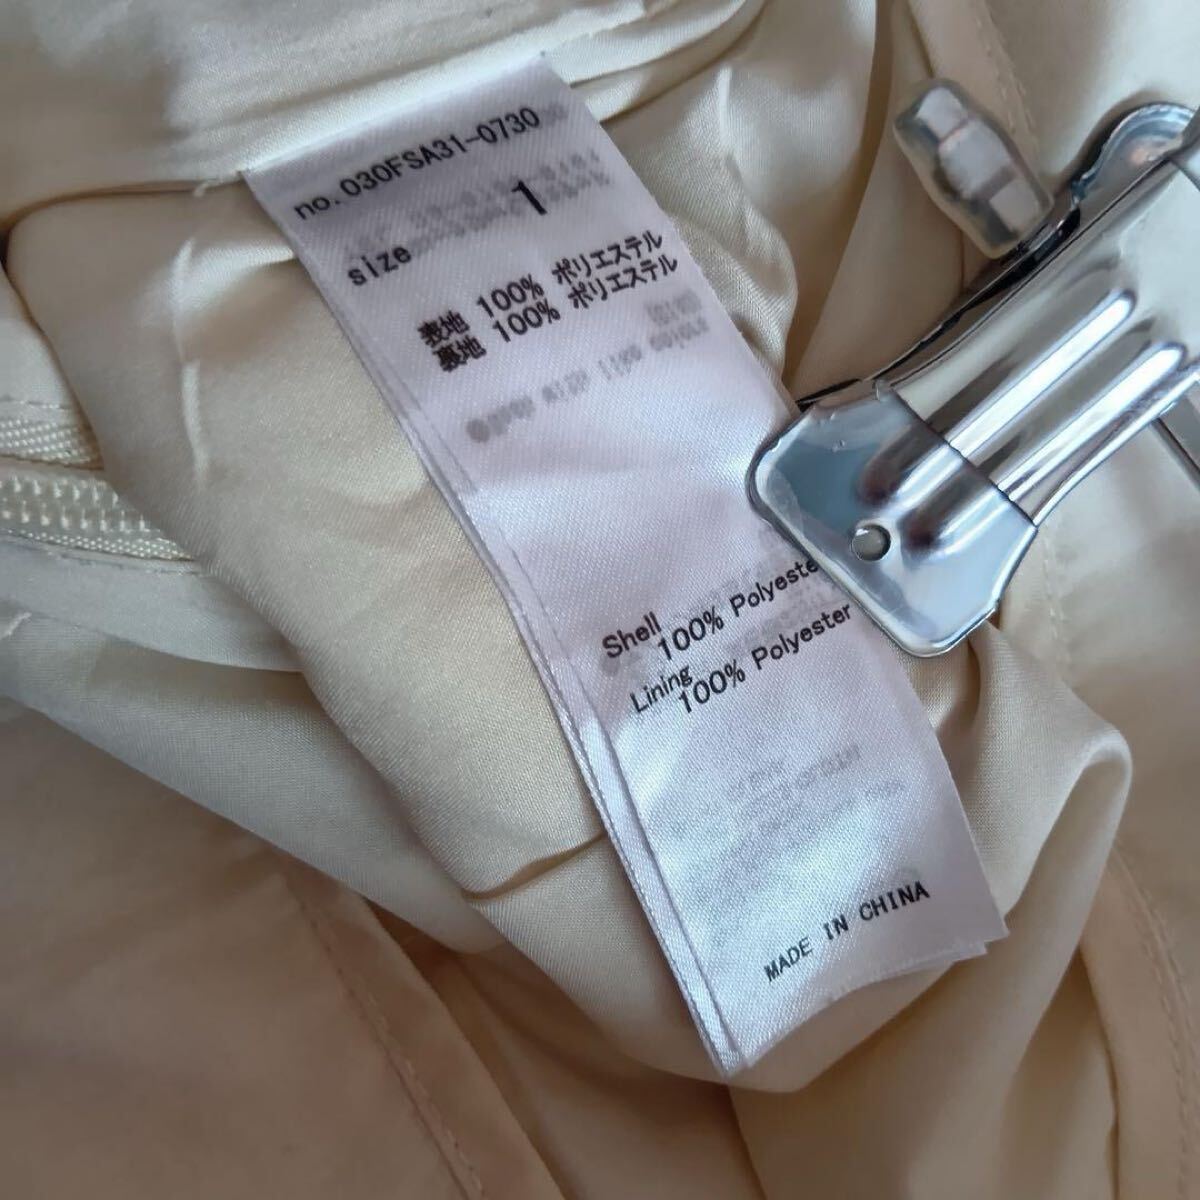 no.030FSA31-0730
size 1
表地 100% ポリエステル
裏地 100% ポリエステル
Shell
100% Polyeste
Lining
100% Polyester
MADE IN CHINA